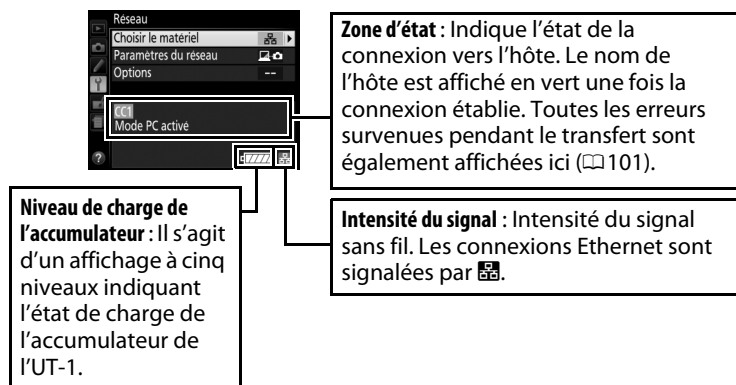 Réseau
Choisir le matériel
Paramètres du réseau
Options --
CC1
Mode PC activé
?
Zone d'état : Indique l'état de la
connexion vers l'hôte. Le nom de
l'hôte est affiché en vert une fois la
connexion établie. Toutes les erreurs
survenues pendant le transfert sont
également affichées ici (101).
Niveau de charge de
l'accumulateur : Il s'agit
d'un affichage à cinq
niveaux indiquant
l'état de charge de
l'accumulateur de
l'UT-1.
Intensité du signal : Intensité du signal
sans fil. Les connexions Ethernet sont
signalées par .